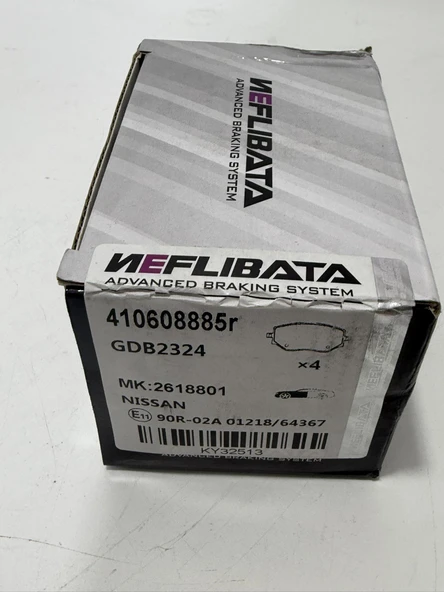 NEFLIBATA
ADVANCED BRAKING SYSTEM
NEFLIBATA
ADVANCED BRAKING SYSTEM
410608885r
GDB2324
×4
MK:2618801
NISSAN
E11 90R-02A 01218/64367
KY32513